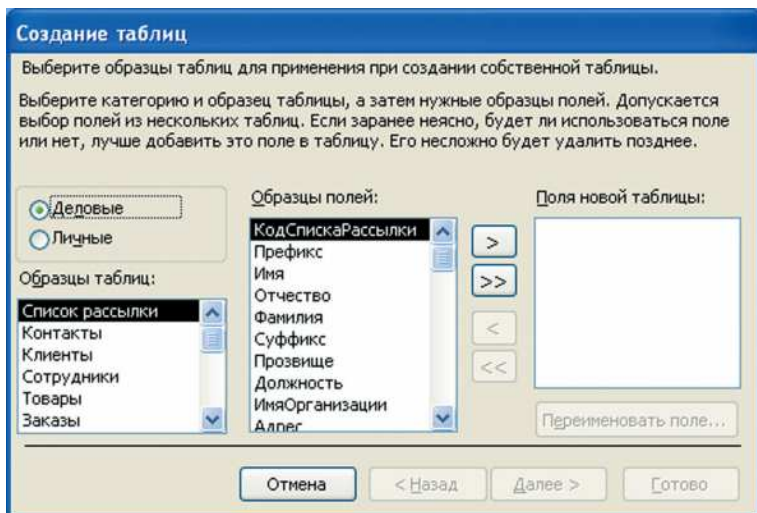 Создание таблиц
Выберите образцы таблиц для применения при создании собственной таблицы.
Выберите категорию и образец таблицы, а затем нужные образцы полей. Допускается
выбор полей из нескольких таблиц. Если заранее неясно, будет ли использоваться поле
или нет, лучше добавить это поле в таблицу. Его несложно будет удалить позднее.
Деловые
Личные
Образцы таблиц:
Список рассылки
Контакты
Клиенты
Сотрудники
Товары
Заказы
Образцы полей:
КодСпискаРассылки
Префикс
Имя
Отчество
Фамилия
Суффикс
Прозвище
Должность
ИмяОрганизации
Адрес
>
>>
<
<<
Поля новой таблицы:
Переименовать поле...
Отмена
< Назад
Далее >
Готово